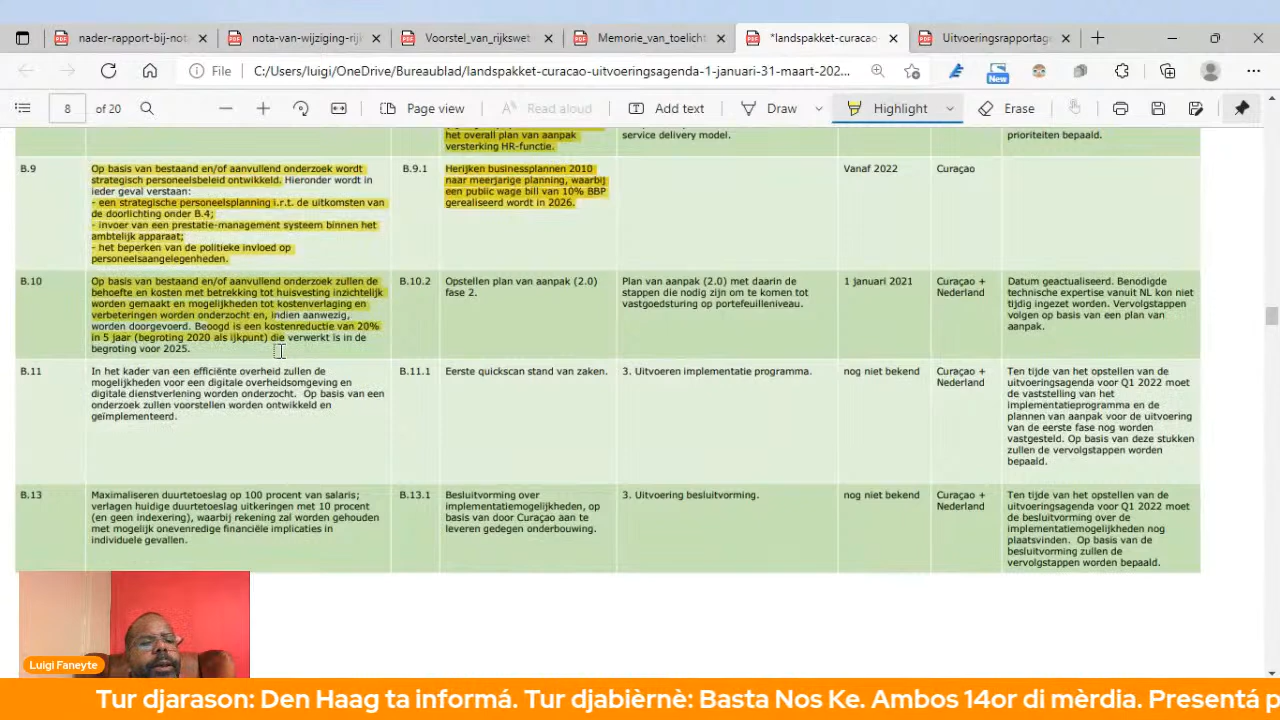 nader-rapport-bij-not
nota-van-wijziging-rijk
Voorstel_van_rijkswet
Memorie_van_toelicht
*landspakket-curacao-
Uitvoeringsrapportag
File
C:/Users/luigi/OneDrive/Bureaublad/landspakket-curacao-uitvoeringsagenda-1-januari-31-maart-202...
New
8 of 20
Page view
Read aloud
Add text
Draw
Highlight
Erase
het overall plan van aanpak
versterking HR-functie.
service delivery model.
prioriteiten bepaald.
B.9
Op basis van bestaand en/of aanvullend onderzoek wordt
strategisch personeelsbeleid ontwikkeld. Hieronder wordt in
ieder geval verstaan:
- een strategische personeelsplanning i.r.t. de uitkomsten van
de doorlichting onder B.4;
- invoer van een prestatie-management systeem binnen het
ambtelijk apparaat;
- het beperken van de politieke invloed op
personeelsaangelegenheden.
B.9.1
Herijken businessplannen 2010
naar meerjarige planning, waarbij
een public wage bill van 10% BBP
gerealiseerd wordt in 2026.
Vanaf 2022
Curaçao
B.10
Op basis van bestaand en/of aanvullend onderzoek zullen de
behoefte en kosten met betrekking tot huisvesting inzichtelijk
worden gemaakt en mogelijkheden tot kostenverlaging en
verbeteringen worden onderzocht en, indien aanwezig,
worden doorgevoerd. Beoogd is een kostenreductie van 20%
in 5 jaar (begroting 2020 als ijkpunt) die verwerkt is in de
begroting voor 2025.
B.10.2
Opstellen plan van aanpak (2.0)
fase 2.
Plan van aanpak (2.0) met daarin de
stappen die nodig zijn om te komen tot
vastgoedsturing op portefeuilleniveau.
1 januari 2021
Curaçao +
Nederland
Datum geactualiseerd. Benodigde
technische expertise vanuit NL kon niet
tijdig ingezet worden. Vervolgstappen
volgen op basis van een plan van
aanpak.
B.11
In het kader van een efficiënte overheid zullen de
mogelijkheden voor een digitale overheidsomgeving en
digitale dienstverlening worden onderzocht.  Op basis van een
onderzoek zullen voorstellen worden ontwikkeld en
geïmplementeerd.
B.11.1
Eerste quickscan stand van zaken.
3. Uitvoeren implementatie programma.
nog niet bekend
Curaçao +
Nederland
Ten tijde van het opstellen van de
uitvoeringsagenda voor Q1 2022 moet
de vaststelling van het
implementatieprogramma en de
plannen van aanpak voor de uitvoering
van de eerste fase nog worden
vastgesteld. Op basis van deze stukken
zullen de vervolgstappen worden
bepaald.
B.13
Maximaliseren duurtetoeslag op 100 procent van salaris;
verlagen huidige duurtetoeslag uitkeringen met 10 procent
(en geen indexering), waarbij rekening zal worden gehouden
met mogelijk onevenredige financiële implicaties in
individuele gevallen.
B.13.1
Besluitvorming over
implementatiemogelijkheden, op
basis van door Curaçao aan te
leveren gedegen onderbouwing.
3. Uitvoering besluitvorming.
nog niet bekend
Curaçao +
Nederland
Ten tijde van het opstellen van de
uitvoeringsagenda voor Q1 2022 moet
de besluitvorming over de
implementatiemogelijkheden nog
plaatsvinden.  Op basis van de
besluitvorming zullen de
vervolgstappen worden bepaald.
Luigi Faneyte
Tur djarason: Den Haag ta informá. Tur djabièrnè: Basta Nos Ke. Ambos 14or di mèrdia. Presentá p